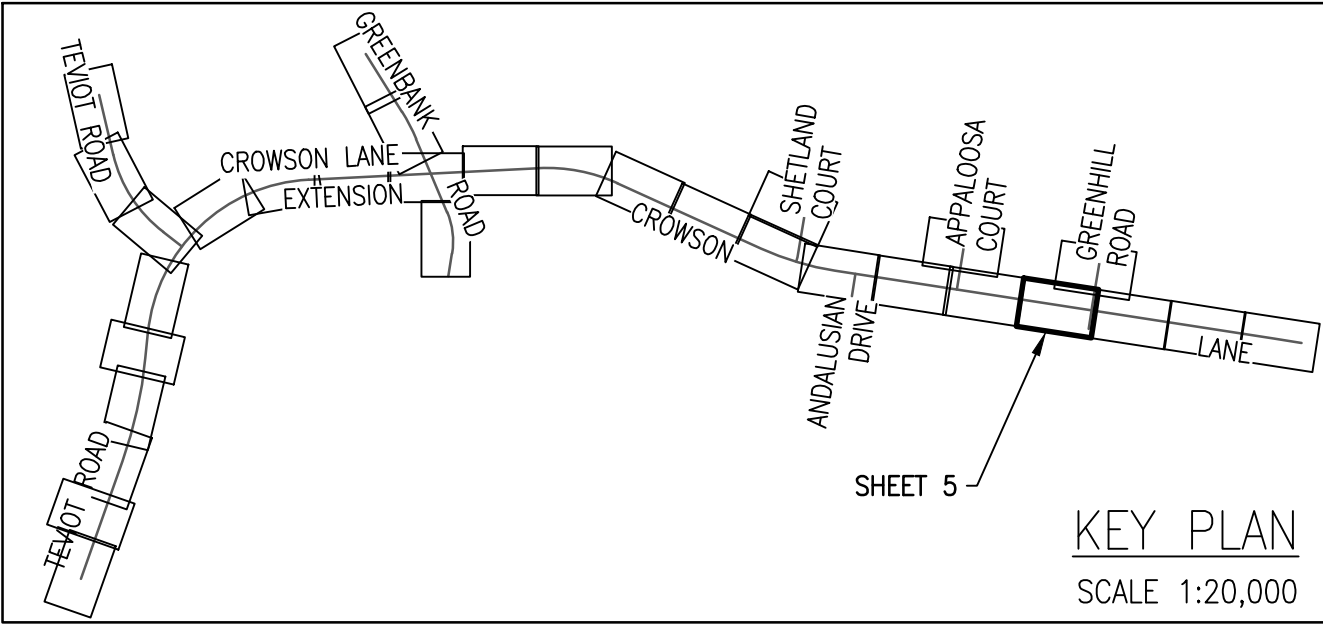 TEVIOT ROAD
GREENBANK
ROAD
CROWSON LANE
EXTENSION
CROWSON
SHETLAND
COURT
APPALOOSA
COURT
GREENHILL
ROAD
ANDALUSIAN
DRIVE
LANE
TEVIOT ROAD
SHEET 5
KEY PLAN
SCALE 1:20,000